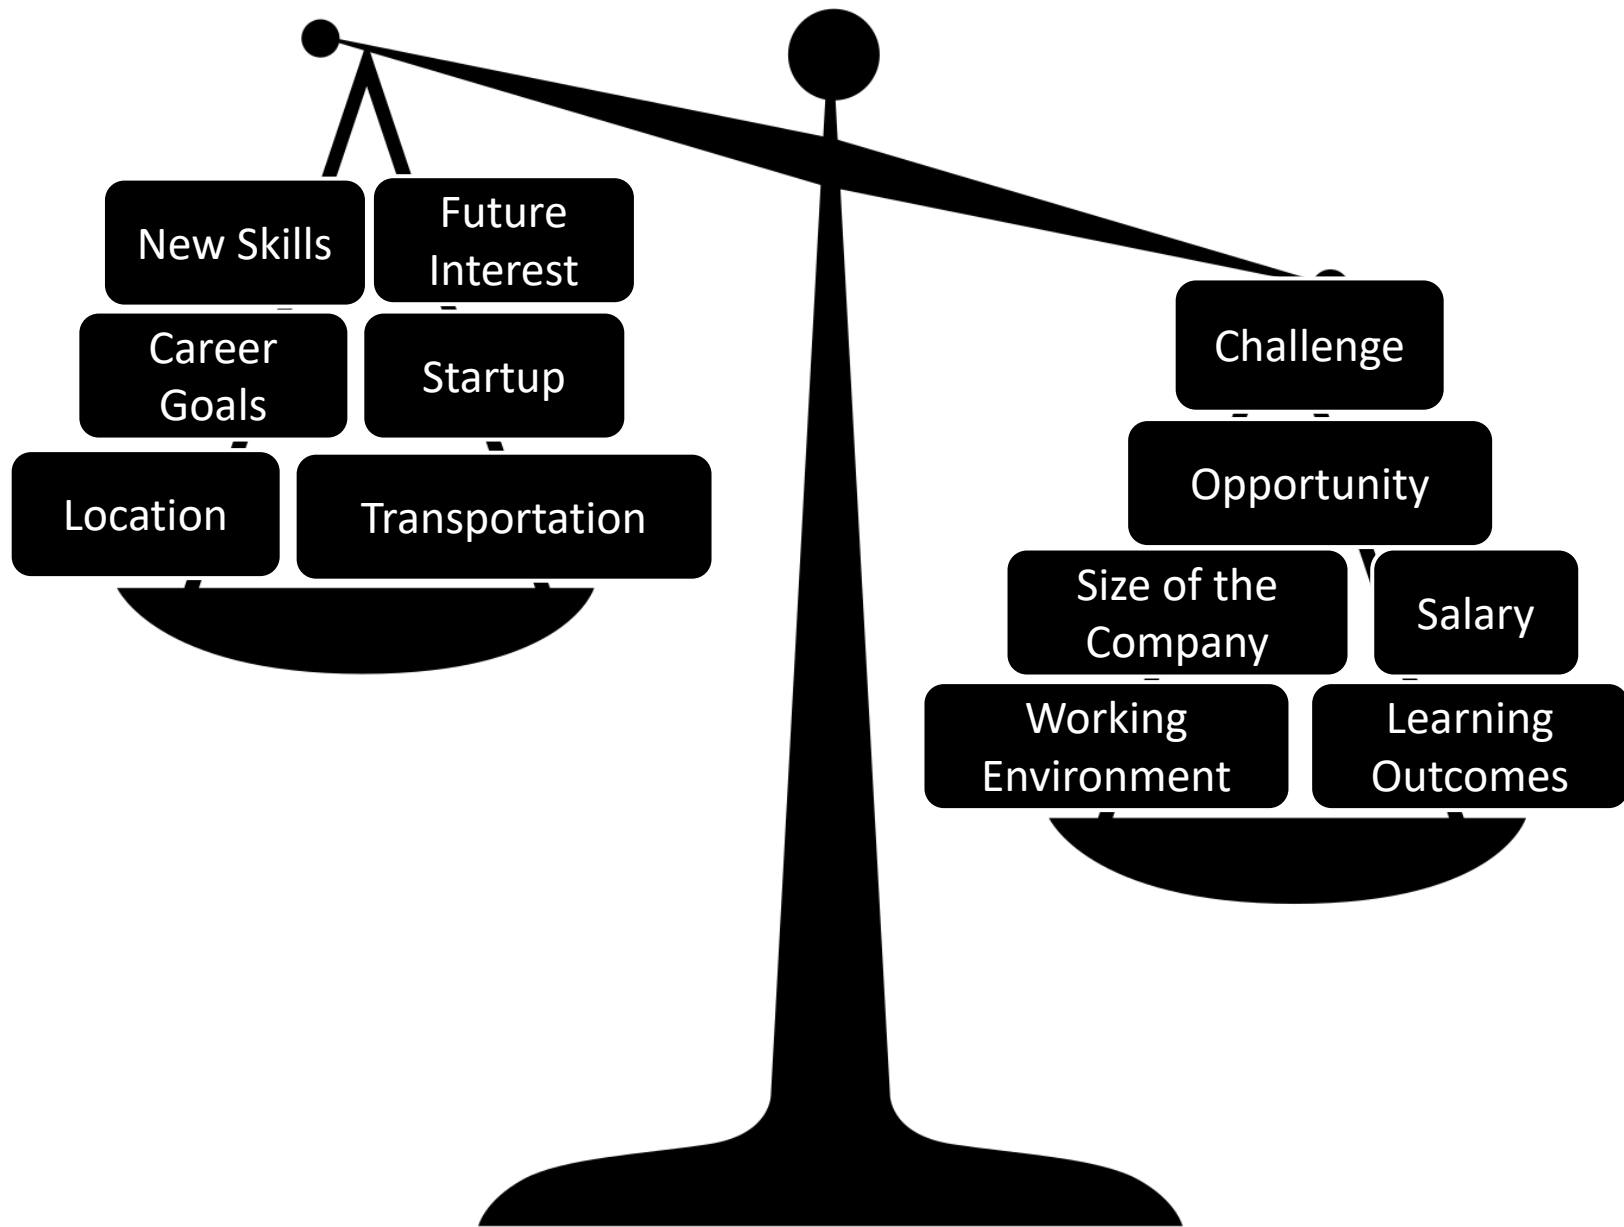 New Skills
Future
Interest
Career
Goals
Startup
Location
Transportation
Challenge
Opportunity
Size of the
Company
Salary
Working
Environment
Learning
Outcomes